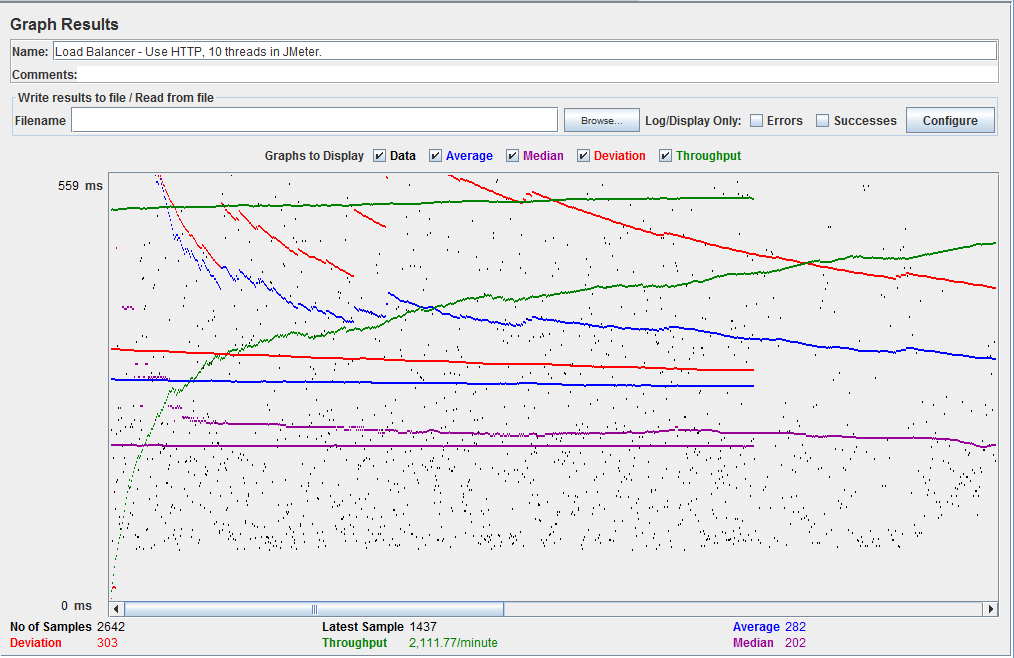 Graph Results
Name: Load Balancer - Use HTTP, 10 threads in JMeter.
Comments:
Write results to file / Read from file
Filename Browse... Log/Display Only: Errors Successes Configure
Graphs to Display Data Average Median Deviation Throughput
559 ms
0 ms
No of Samples 2642 Latest Sample 1437 Average 282
Deviation 303 Throughput 2,111.77/minute Median 202